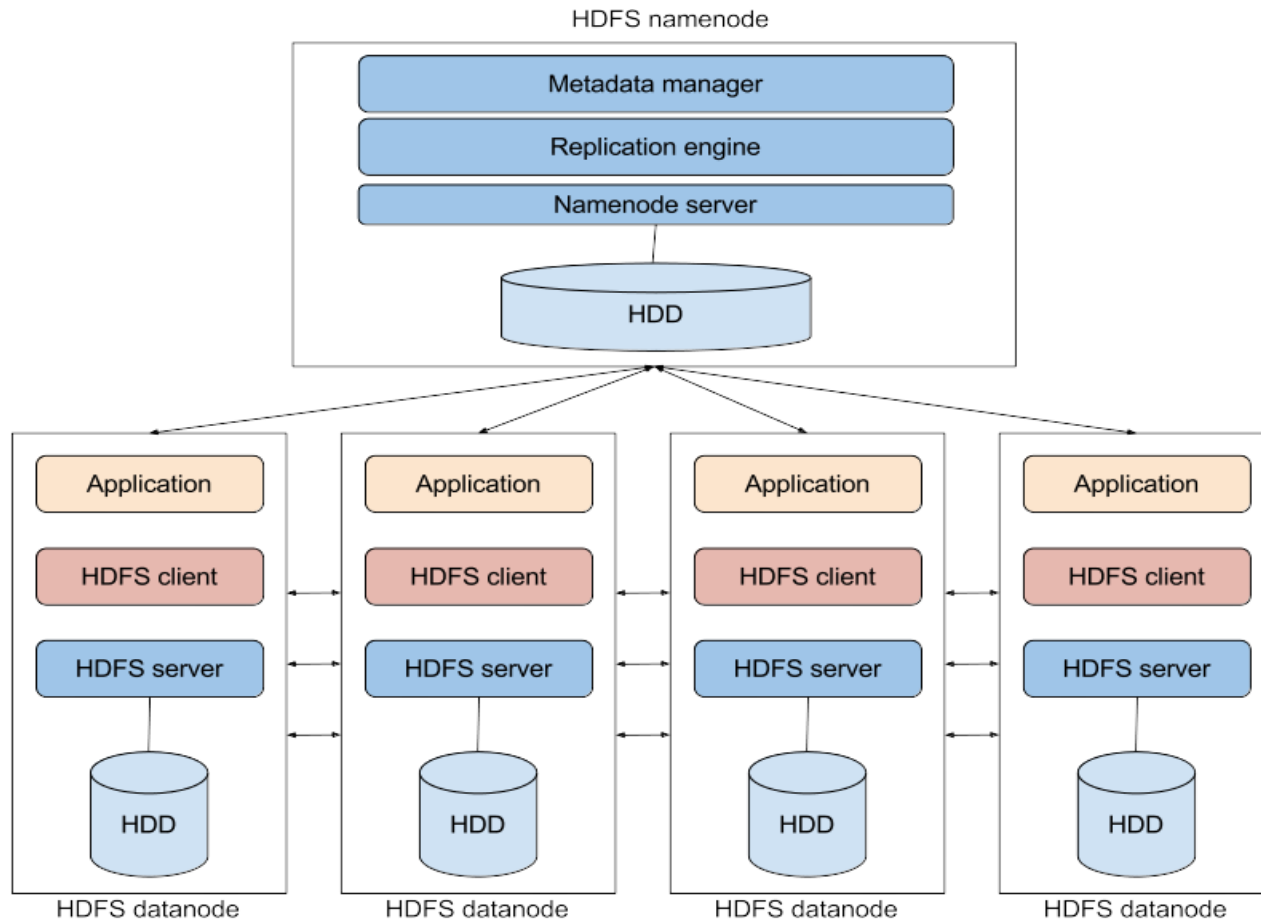 HDFS namenode
Metadata manager
Replication engine
Namenode server
HDD
Application
Application
Application
Application
HDFS client
HDFS client
HDFS client
HDFS client
HDFS server
HDFS server
HDFS server
HDFS server
HDD
HDD
HDD
HDD
HDFS datanode
HDFS datanode
HDFS datanode
HDFS datanode